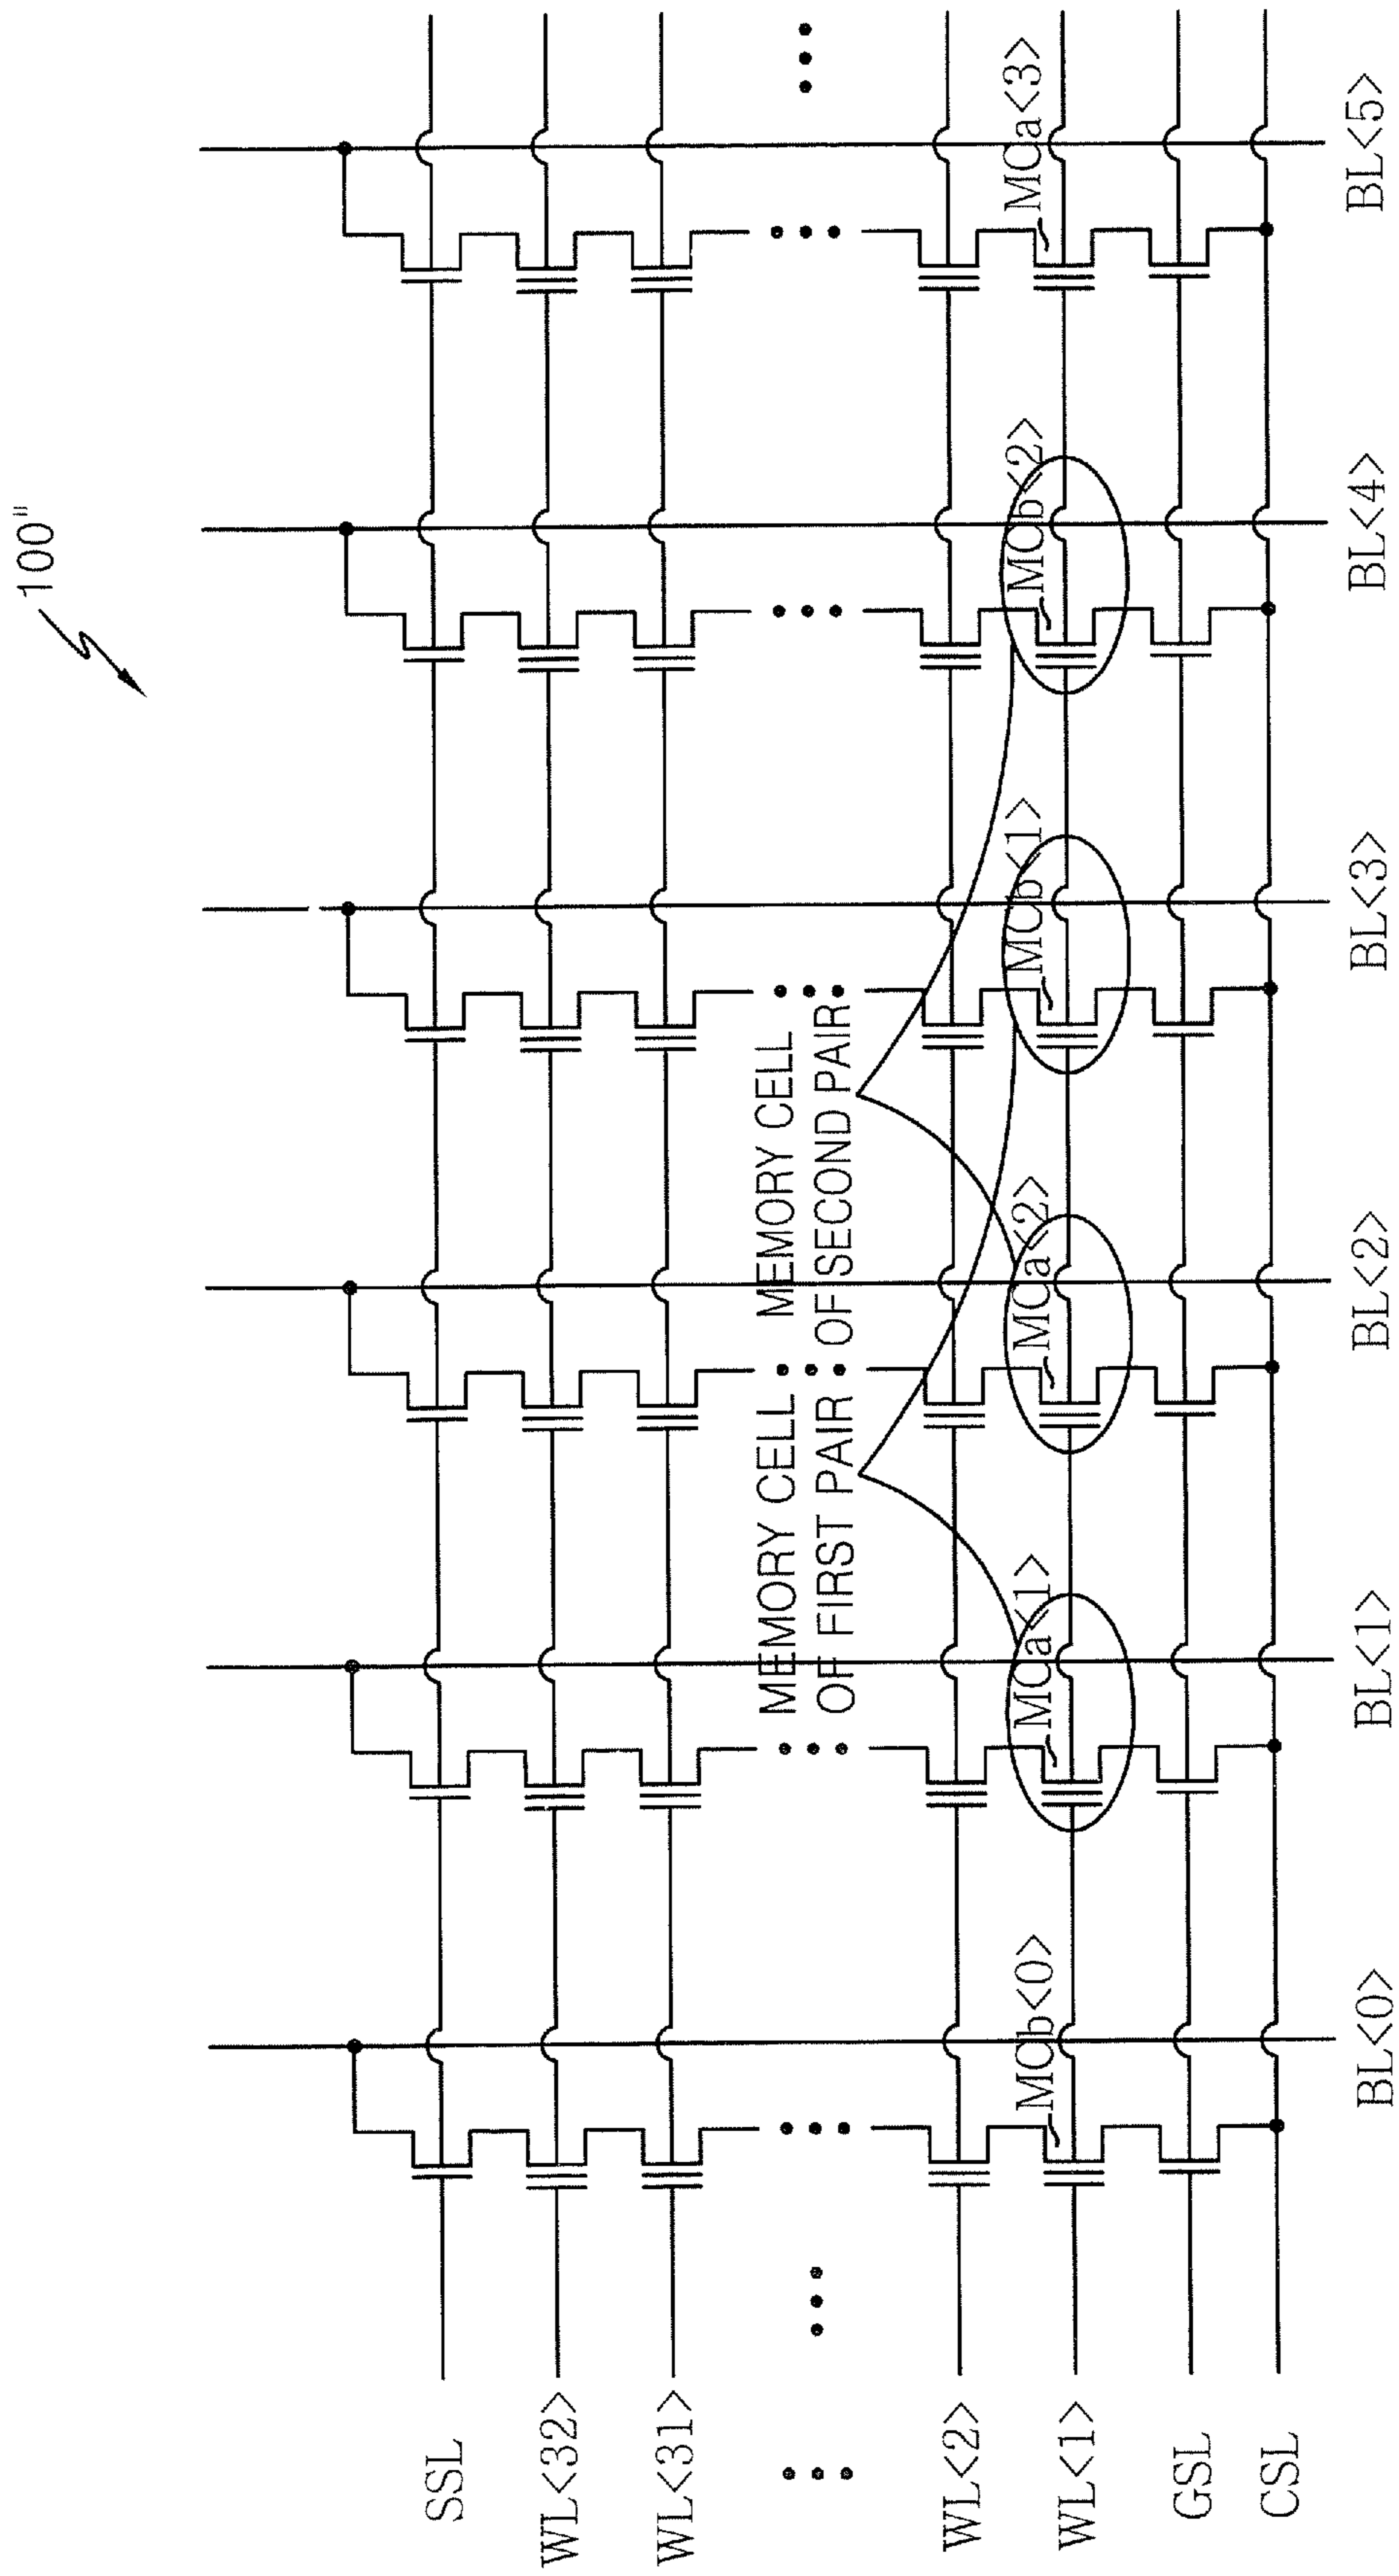 100"
SSL
WL<32>
WL<31>
MEMORY CELL
OF FIRST PAIR
MEMORY CELL
OF SECOND PAIR
WL<2>
MCb<0>
MCa<1>
MCa<2>
MCb<1>
MCb<2>
MCa<3>
WL<1>
GSL
CSL
BL<0>
BL<1>
BL<2>
BL<3>
BL<4>
BL<5>